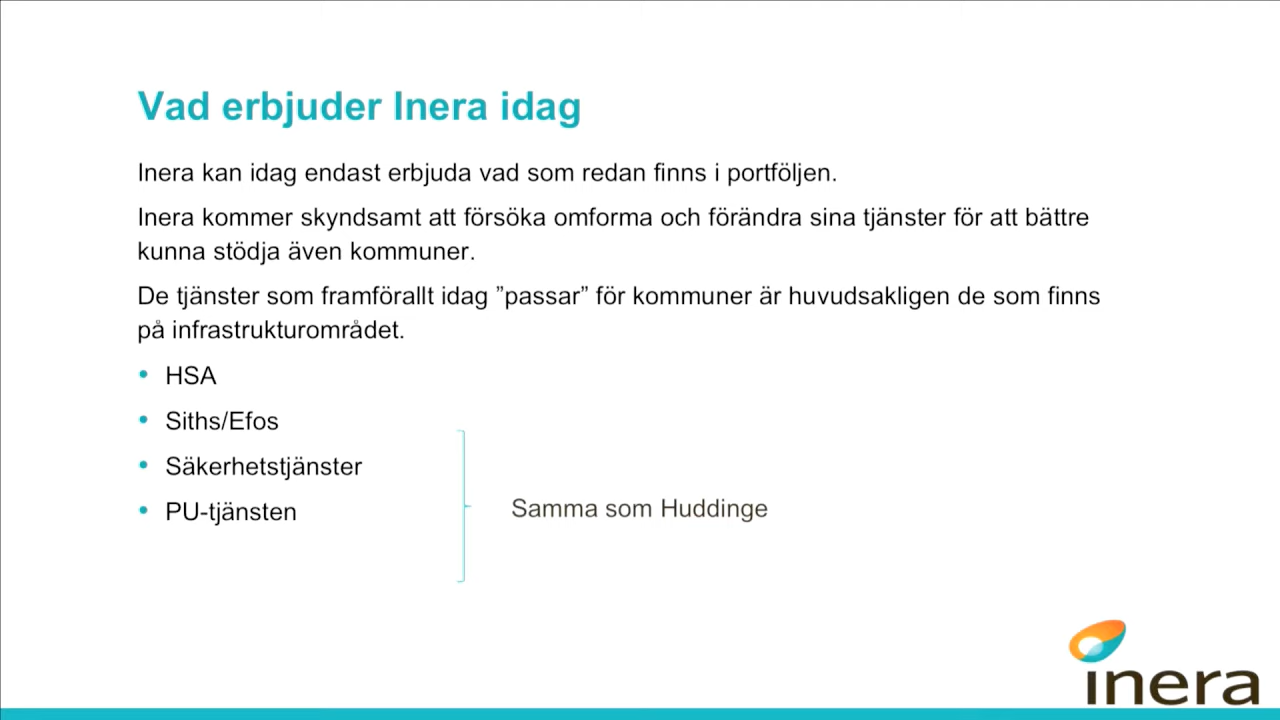 Vad erbjuder Inera idag
Inera kan idag endast erbjuda vad som redan finns i portföljen.
Inera kommer skyndsamt att försöka omforma och förändra sina tjänster för att bättre
kunna stödja även kommuner.
De tjänster som framförallt idag ”passar” för kommuner är huvudsakligen de som finns
på infrastrukturområdet.
• HSA
• Siths/Efos
• Säkerhetstjänster
• PU-tjänsten
Samma som Huddinge
inera